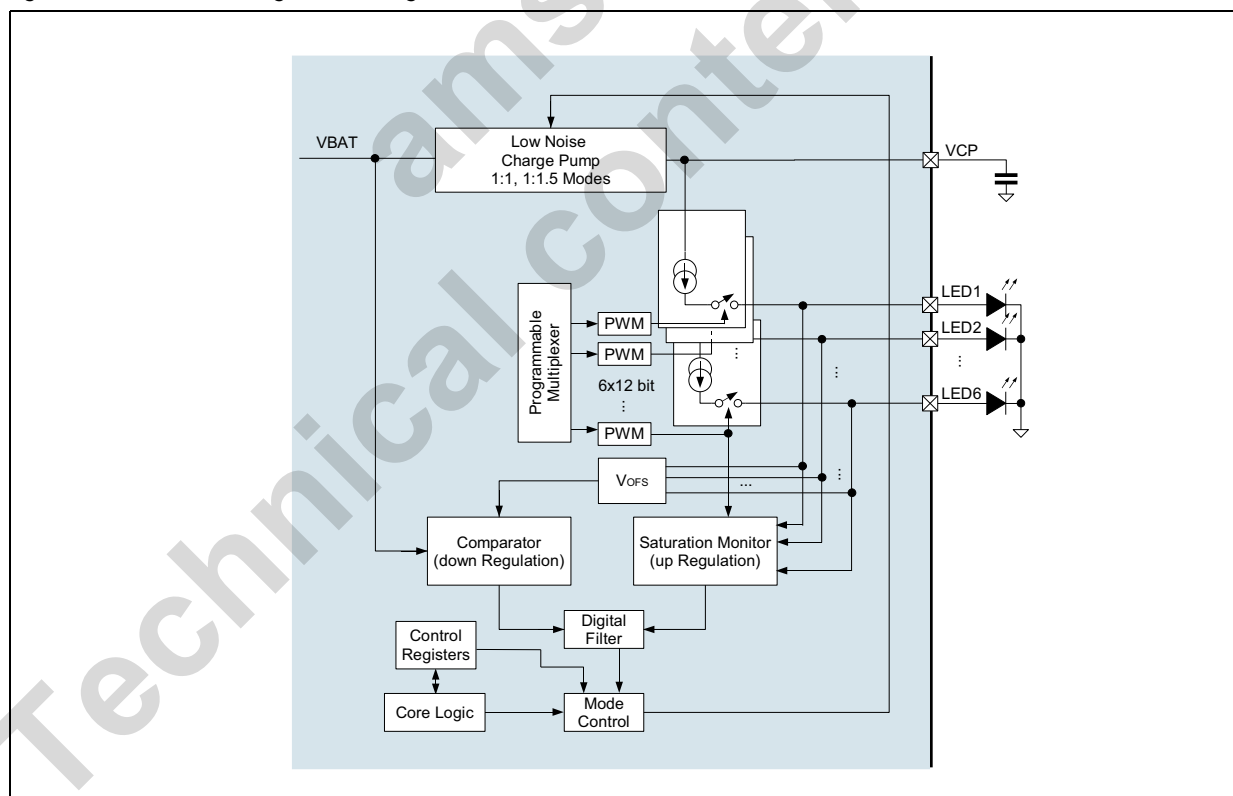 VBAT
Low Noise
Charge Pump
1:1, 1:1.5 Modes
VCP
LED1
LED2
⋮
LED6
Programmable
Multiplexer
PWM
PWM
6x12 bit
⋮
PWM
VOFS
...
Comparator
(down Regulation)
Saturation Monitor
(up Regulation)
Digital
Filter
Control
Registers
Core Logic
Mode
Control
ams
Technical conte